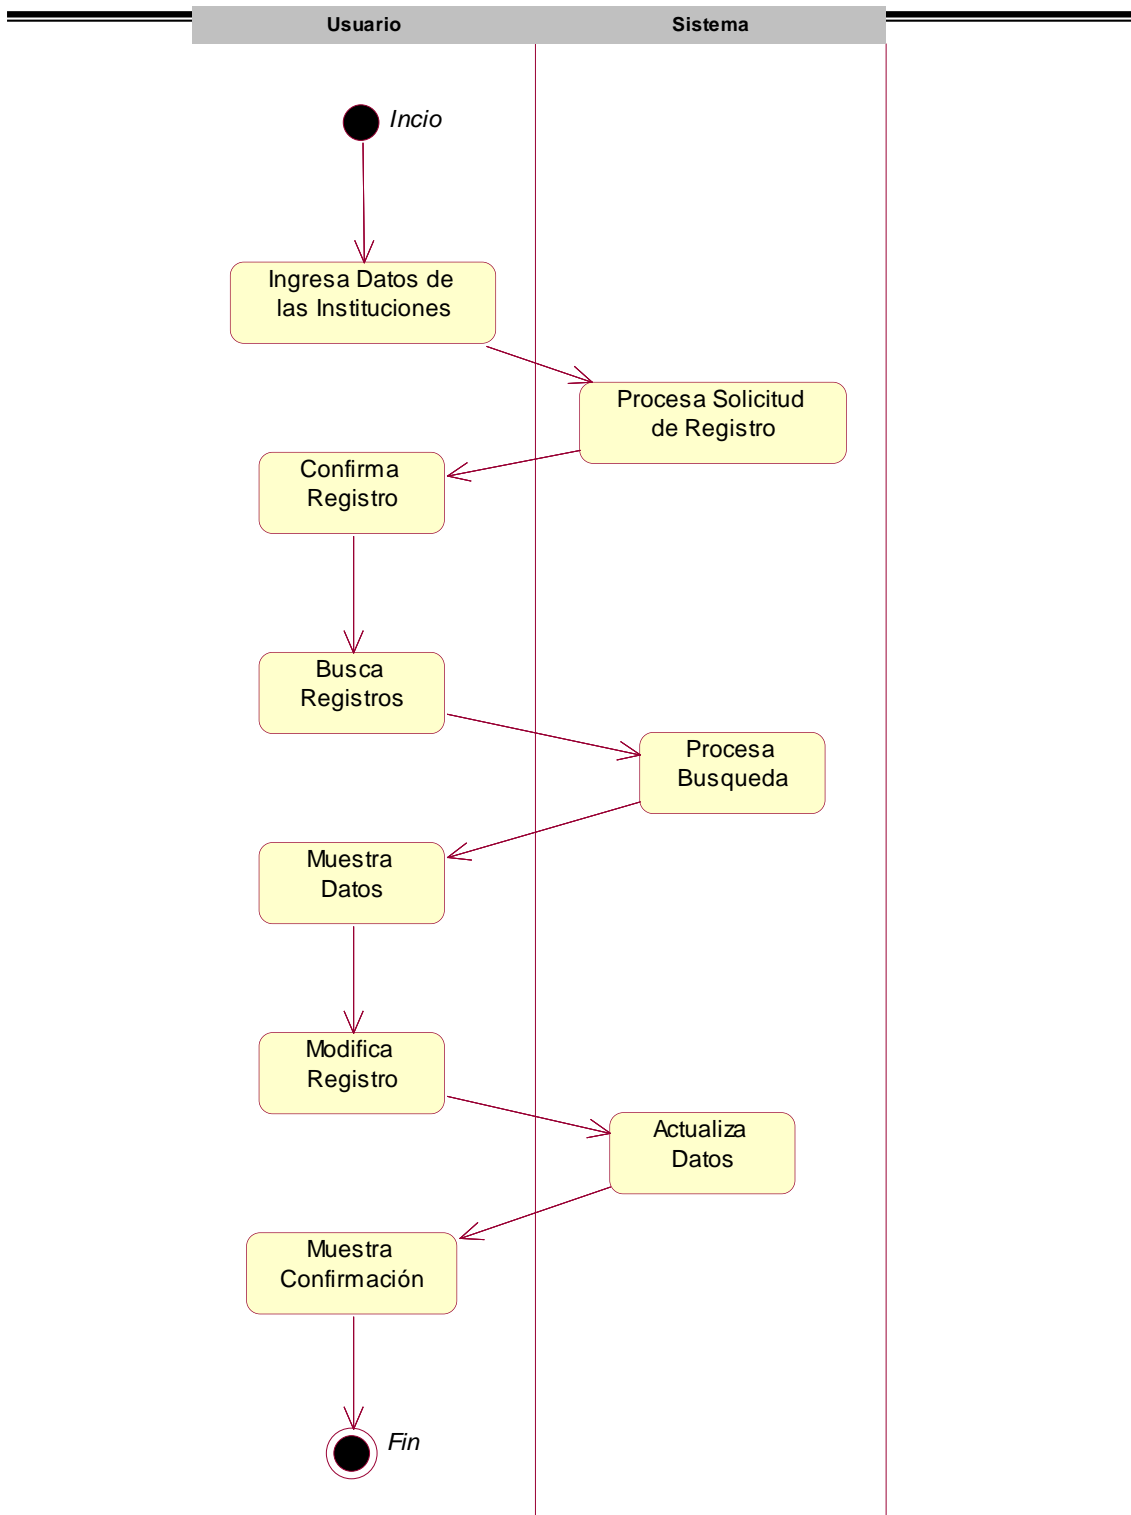 Usuario
Sistema
Incio
Ingresa Datos de
las Instituciones
Procesa Solicitud
de Registro
Confirma
Registro
Busca
Registros
Procesa
Busqueda
Muestra
Datos
Modifica
Registro
Actualiza
Datos
Muestra
Confirmación
Fin